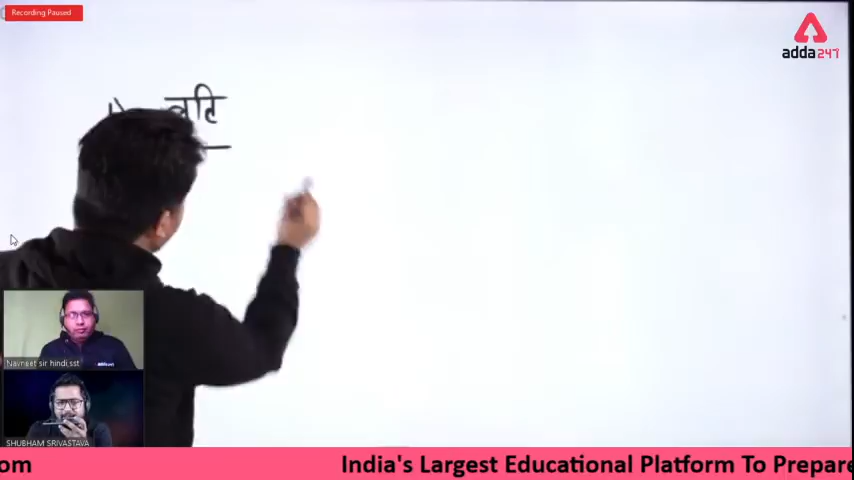 Recording Paused
adda247
Navneet sir hindi,sst
SHUBHAM SRIVASTAVA
om India's Largest Educational Platform To Prepare